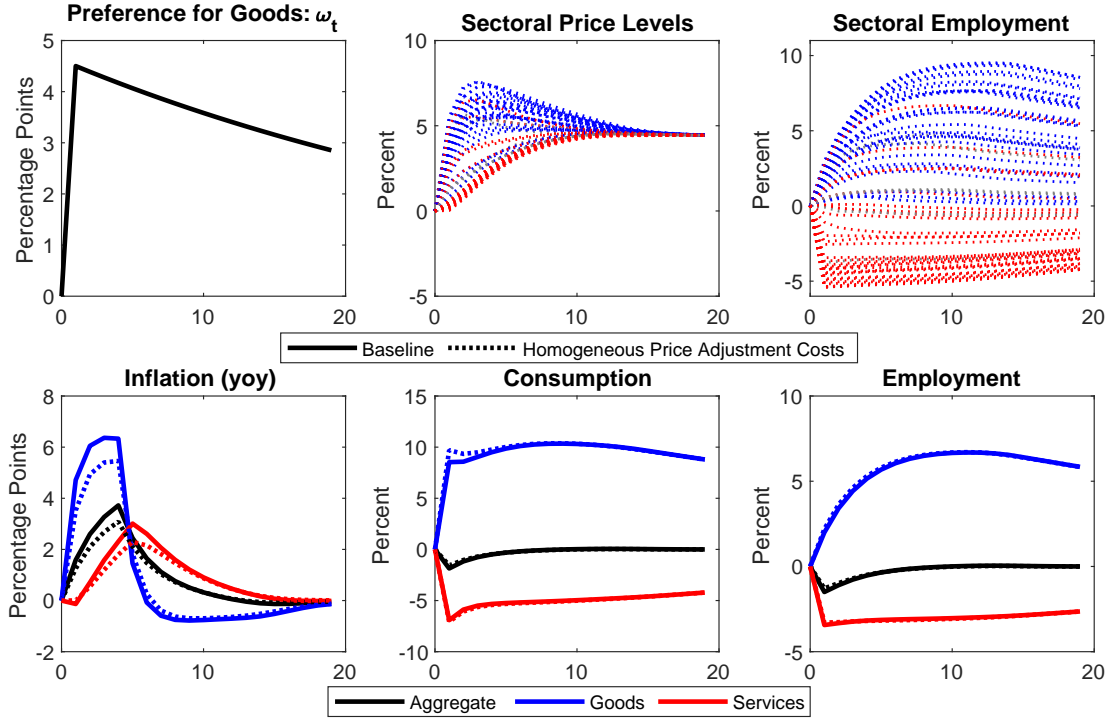 Preference for Goods: ω_t
Sectoral Price Levels
Sectoral Employment
Percentage Points
5
4
3
2
1
0
0
10
20
Percent
10
5
0
-5
0
10
20
Percent
10
5
0
-5
0
10
20
Baseline
Homogeneous Price Adjustment Costs
Inflation (yoy)
Consumption
Employment
Percentage Points
8
6
4
2
0
-2
0
10
20
Percent
15
10
5
0
-5
-10
0
10
20
Percent
10
5
0
-5
0
10
20
Aggregate
Goods
Services